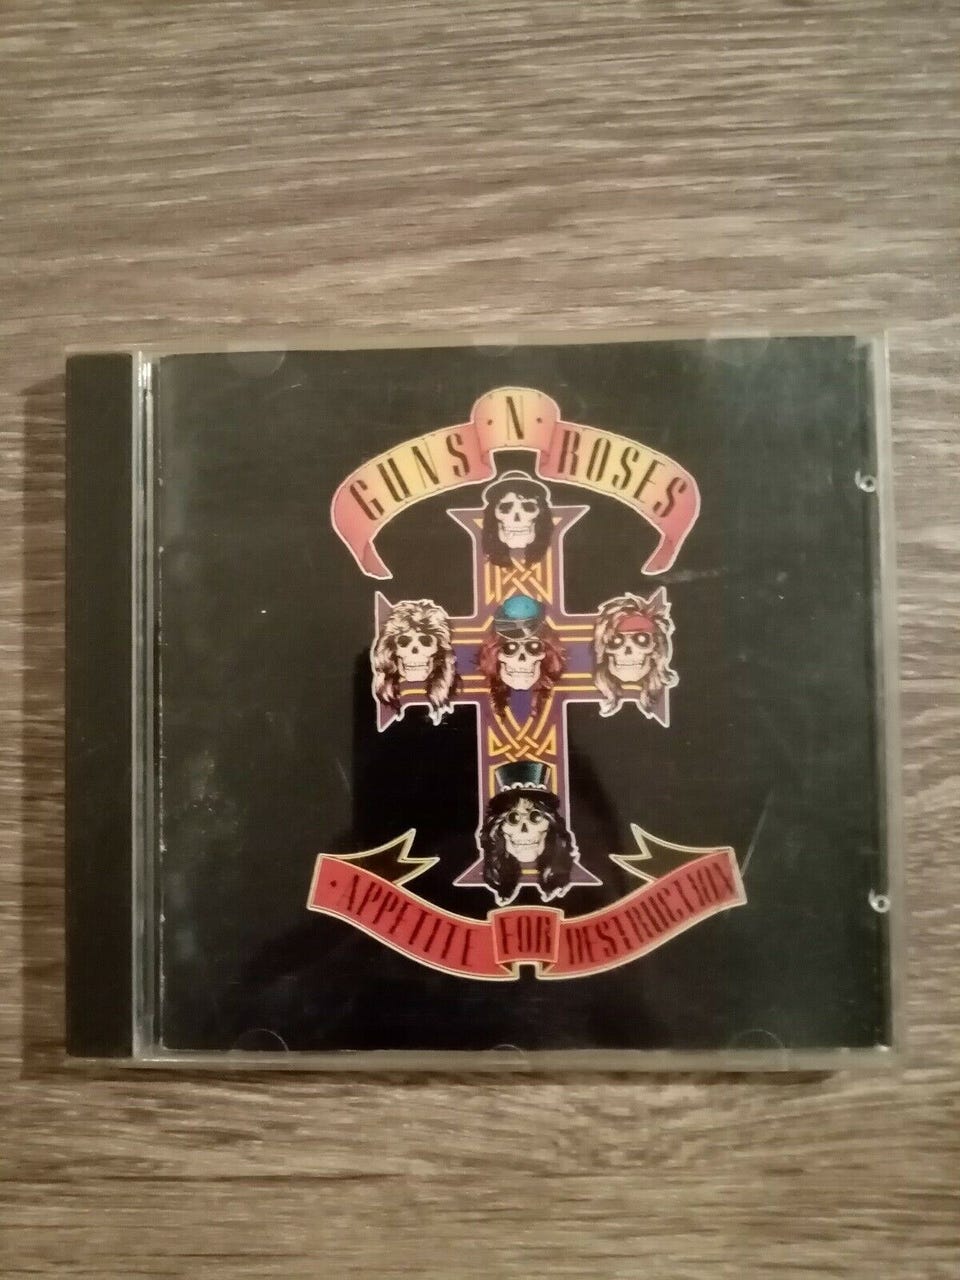 GUNS N' ROSES
APPETITE FOR DESTRUCTION